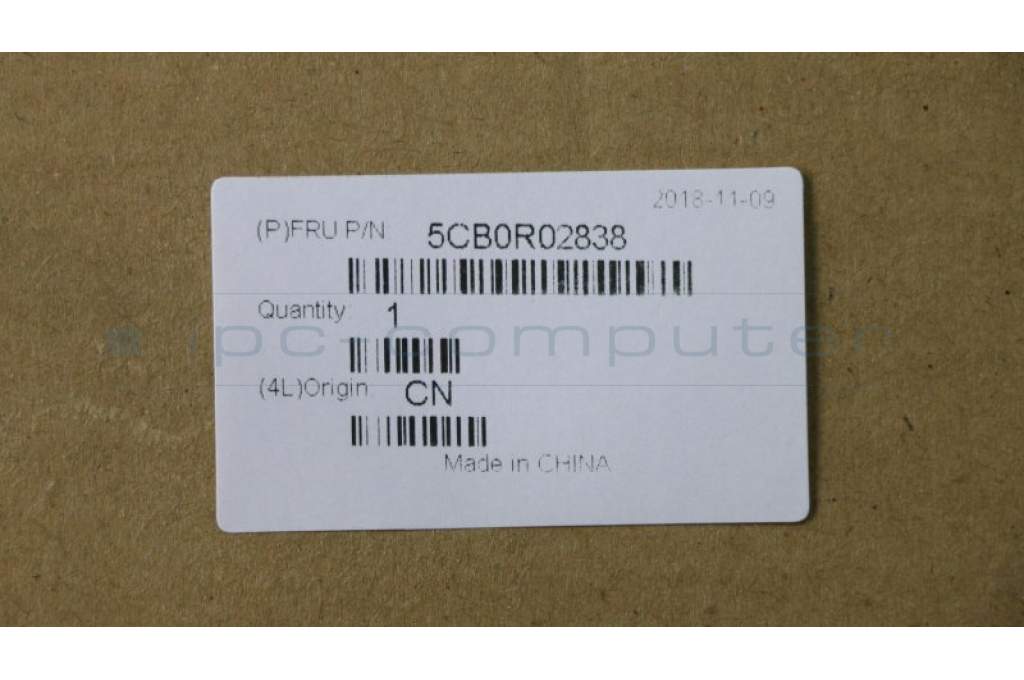 2018-11-09
(P)FRU P/N 5CB0R02838
Quantity 1
ipc-computer
(4L)Origin CN
Made in CHINA